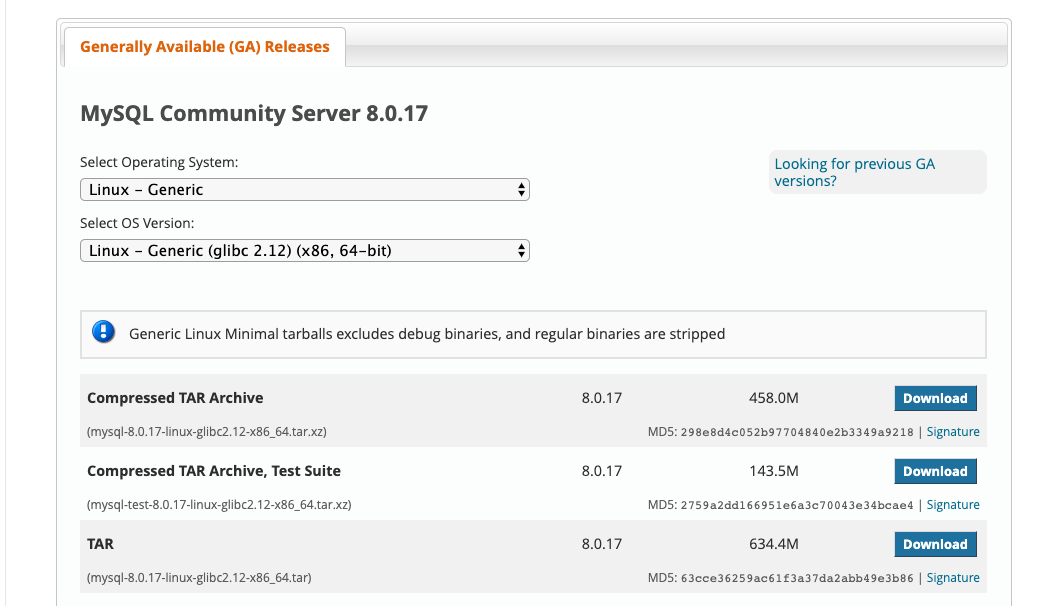 Generally Available (GA) Releases
MySQL Community Server 8.0.17
Select Operating System:
Looking for previous GA
versions?
Linux – Generic
Select OS Version:
Linux – Generic (glibc 2.12) (x86, 64-bit)
Generic Linux Minimal tarballs excludes debug binaries, and regular binaries are stripped
Compressed TAR Archive 8.0.17 458.0M Download
(mysql-8.0.17-linux-glibc2.12-x86_64.tar.xz) MD5: 298e8d4c052b97704840e2b3349a9218 | Signature
Compressed TAR Archive, Test Suite 8.0.17 143.5M Download
(mysql-test-8.0.17-linux-glibc2.12-x86_64.tar.xz) MD5: 2759a2dd166951e6a3c70043e34bcae4 | Signature
TAR 8.0.17 634.4M Download
(mysql-8.0.17-linux-glibc2.12-x86_64.tar) MD5: 63cce36259ac61f3a37da2abb49e3b86 | Signature